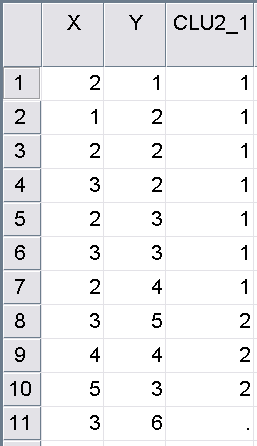 X Y CLU2_1
1 2 1 1
2 1 2 1
3 2 2 1
4 3 2 1
5 2 3 1
6 3 3 1
7 2 4 1
8 3 5 2
9 4 4 2
10 5 3 2
11 3 6 .